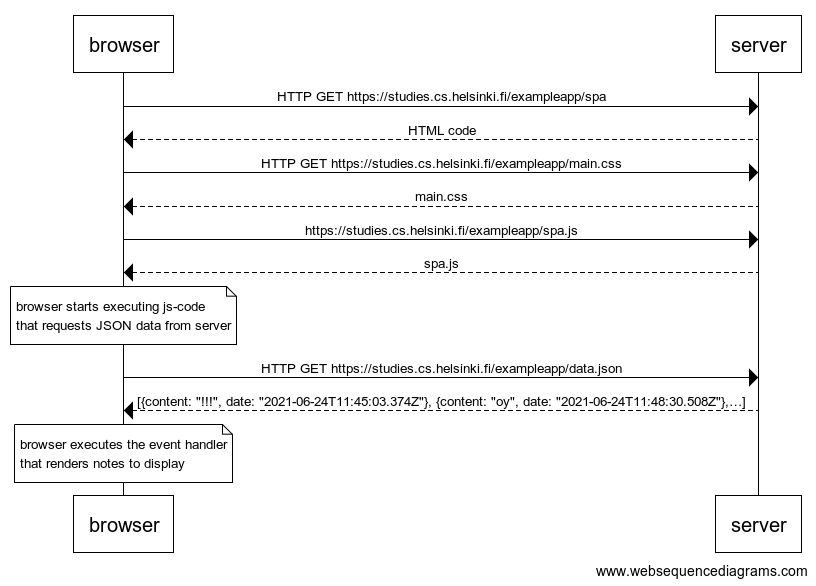 browser
server
HTTP GET https://studies.cs.helsinki.fi/exampleapp/spa
HTML code
HTTP GET https://studies.cs.helsinki.fi/exampleapp/main.css
main.css
https://studies.cs.helsinki.fi/exampleapp/spa.js
spa.js
browser starts executing js-code
that requests JSON data from server
HTTP GET https://studies.cs.helsinki.fi/exampleapp/data.json
[{content: "!!!", date: "2021-06-24T11:45:03.374Z"}, {content: "oy", date: "2021-06-24T11:48:30.508Z"},…]
browser executes the event handler
that renders notes to display
browser
server
www.websequencediagrams.com